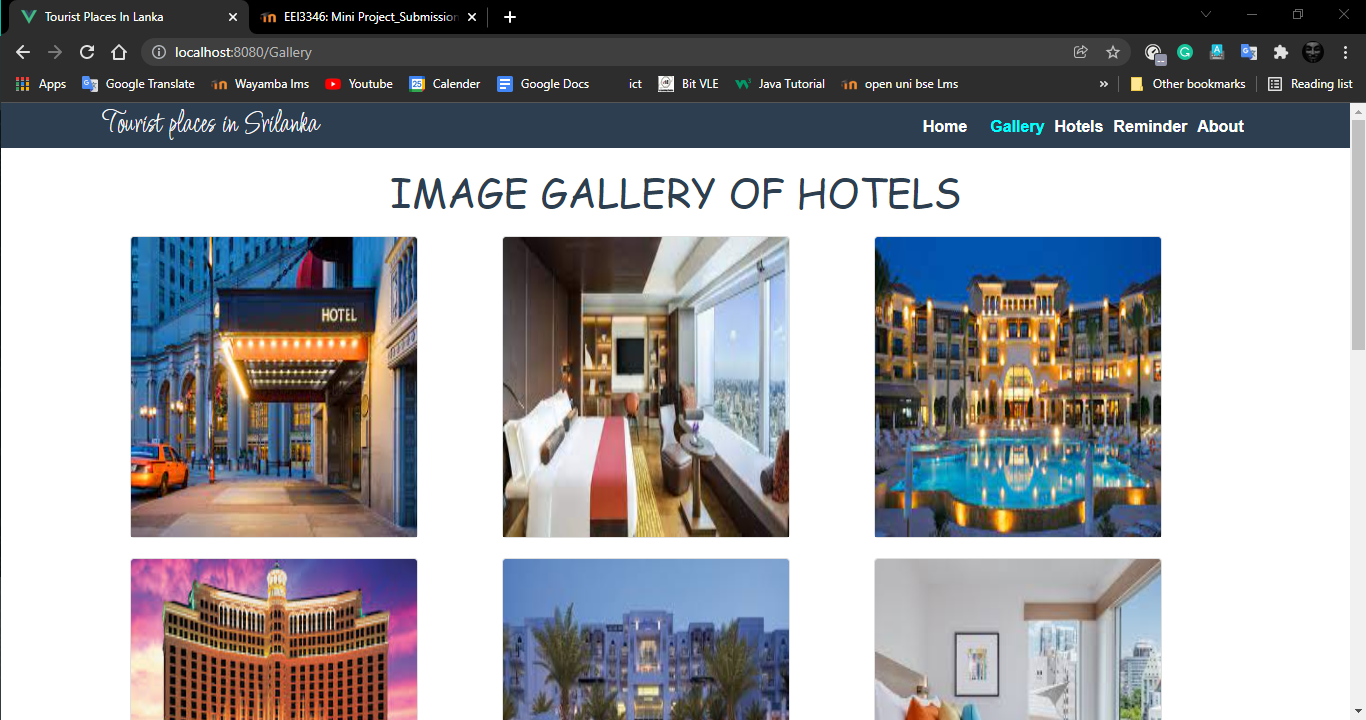 Tourist Places In Lanka
EEI3346: Mini Project_Submission
localhost:8080/Gallery
Apps Google Translate Wayamba lms Youtube Calender Google Docs ict Bit VLE Java Tutorial open uni bse Lms » Other bookmarks Reading list
Tourist places in Srilanka
Home Gallery Hotels Reminder About
IMAGE GALLERY OF HOTELS
HOTEL